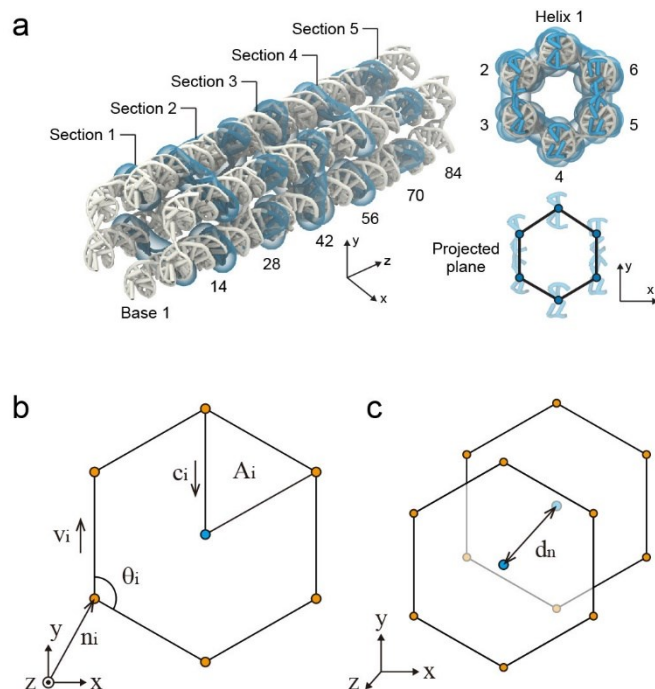 a
Section 5
Section 4
Section 3
Section 2
Section 1
84
70
56
42
28
14
Base 1
y
z
x
Helix 1
2
6
3
5
4
Projected
plane
y
x
b
c
ci
Ai
vi
θi
ni
y
z
x
dn
y
x
z